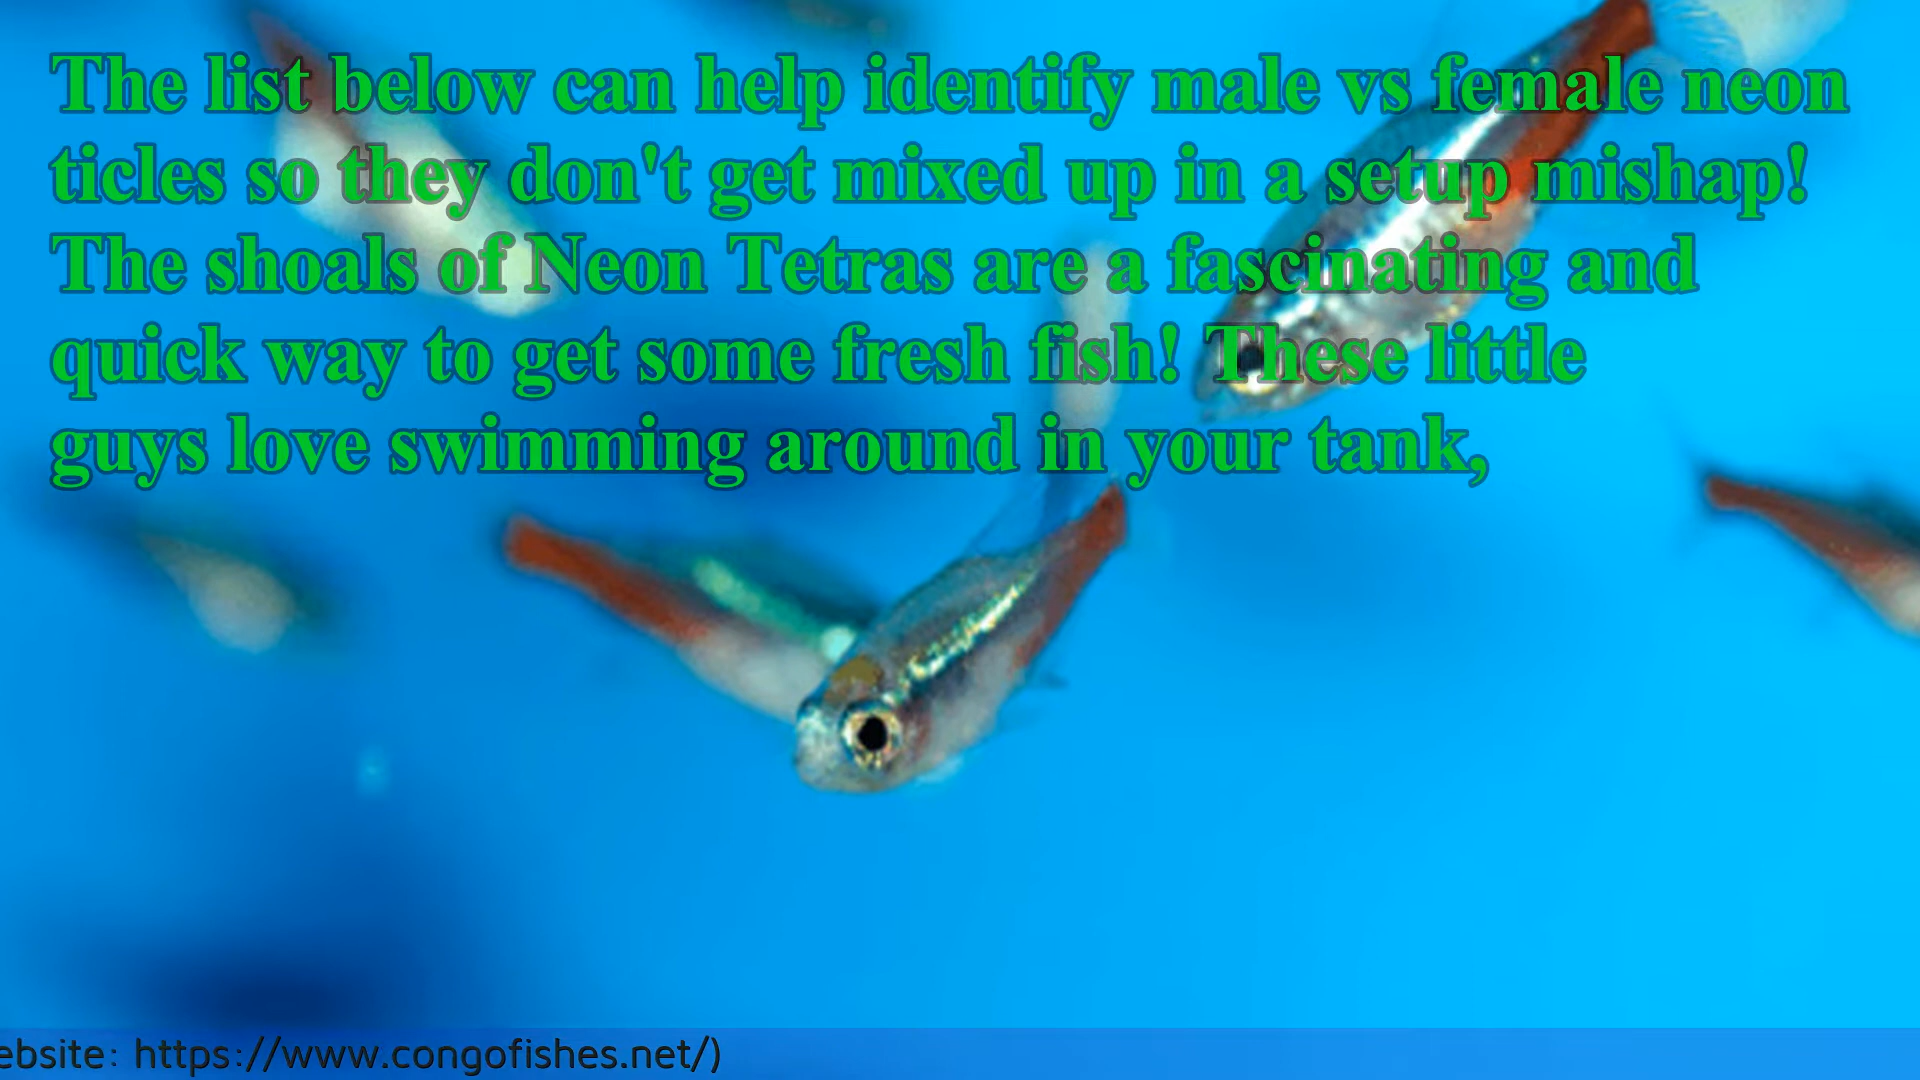 The list below can help identify male vs female neon
ticles so they don't get mixed up in a setup mishap!
The shoals of Neon Tetras are a fascinating and
quick way to get some fresh fish! These little
guys love swimming around in your tank,
ebsite: https://www.congofishes.net/)